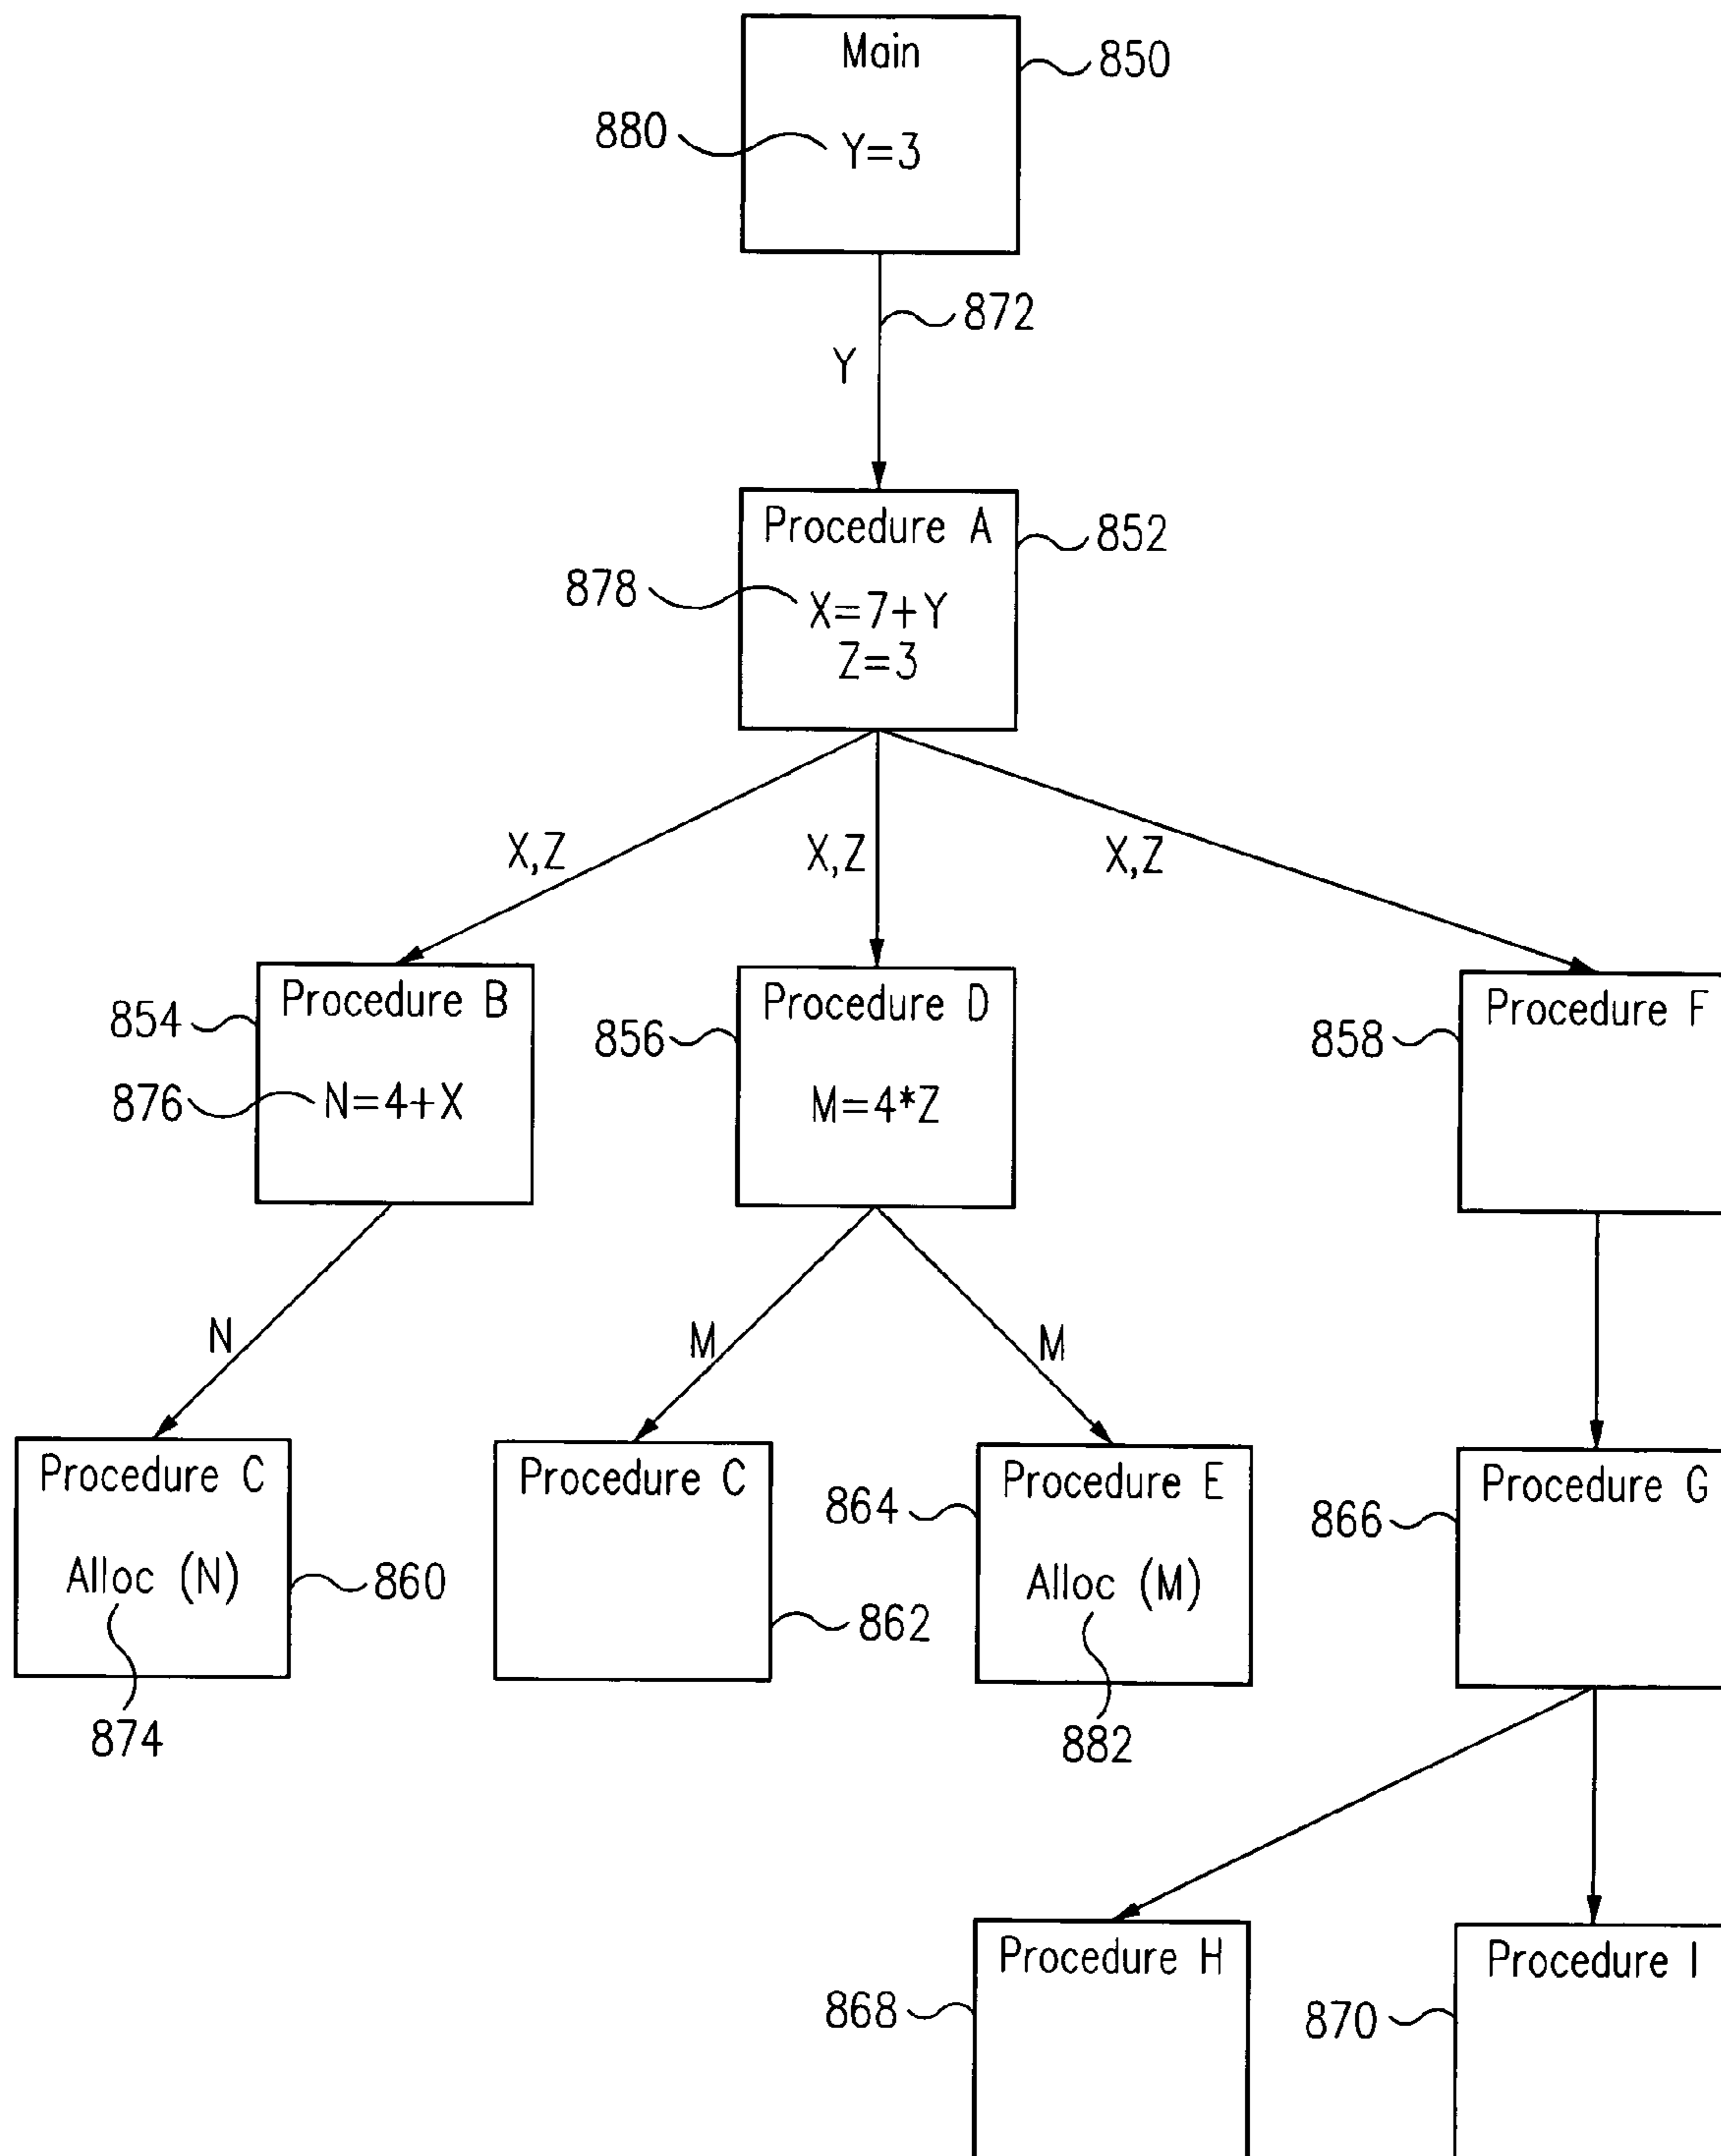 Main
850
880
Y=3
872
Y
Procedure A
852
878
X=7+Y
Z=3
X,Z
X,Z
X,Z
Procedure B
854
876
N=4+X
Procedure D
856
M=4*Z
Procedure F
858
N
M
M
Procedure C
Alloc (N)
860
874
Procedure C
862
Procedure E
864
Alloc (M)
882
Procedure G
866
Procedure H
868
Procedure I
870